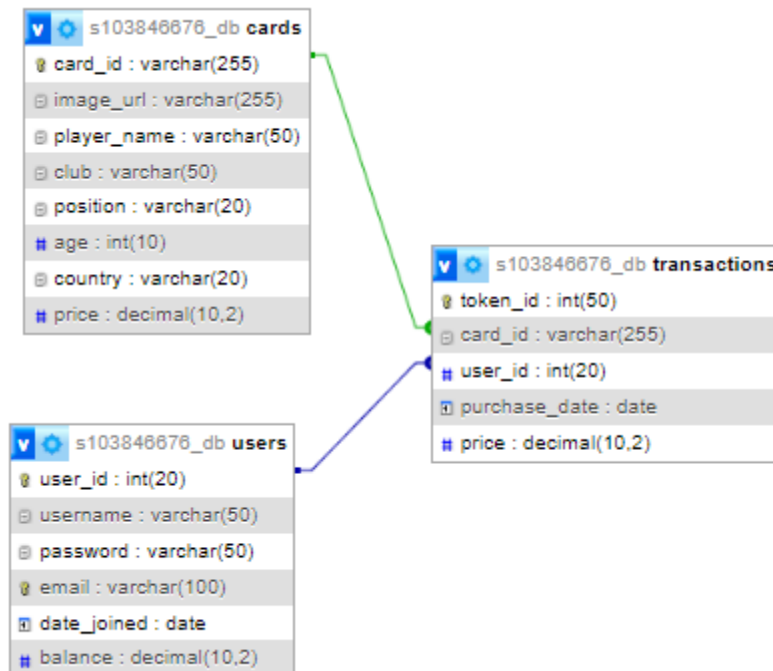 v s103846676_db cards
card_id : varchar(255)
image_url : varchar(255)
player_name : varchar(50)
club : varchar(50)
position : varchar(20)
# age : int(10)
country : varchar(20)
# price : decimal(10,2)
v s103846676_db transactions
token_id : int(50)
card_id : varchar(255)
# user_id : int(20)
purchase_date : date
# price : decimal(10,2)
v s103846676_db users
user_id : int(20)
username : varchar(50)
password : varchar(50)
email : varchar(100)
date_joined : date
# balance : decimal(10,2)